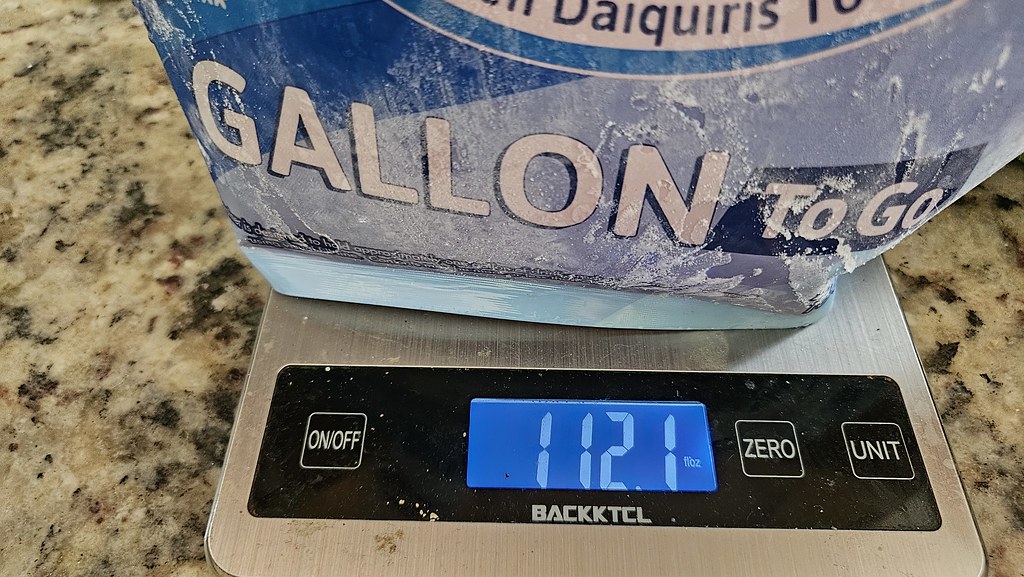 Daiquiris To
GALLON To Go
ON/OFF
112.1 fl:oz
ZERO
UNIT
BACKKTCL